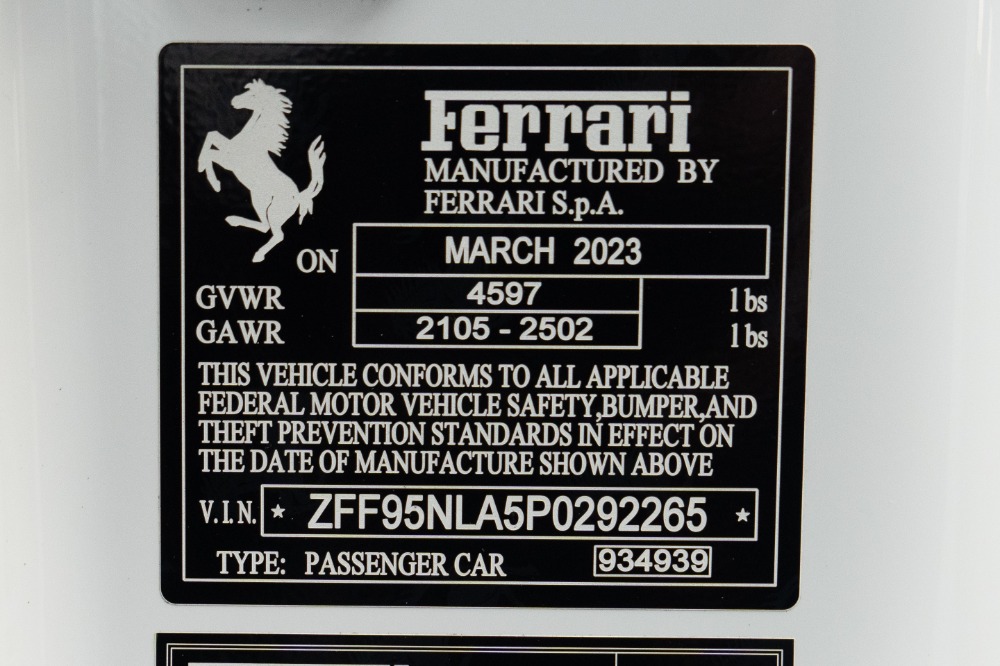 Ferrari
MANUFACTURED BY
FERRARI S.p.A.
ON MARCH 2023
GVWR 4597 lbs
GAWR 2105 - 2502 lbs
THIS VEHICLE CONFORMS TO ALL APPLICABLE
FEDERAL MOTOR VEHICLE SAFETY,BUMPER,AND
THEFT PREVENTION STANDARDS IN EFFECT ON
THE DATE OF MANUFACTURE SHOWN ABOVE
V.I.N. * ZFF95NLA5P0292265 *
TYPE: PASSENGER CAR 934939